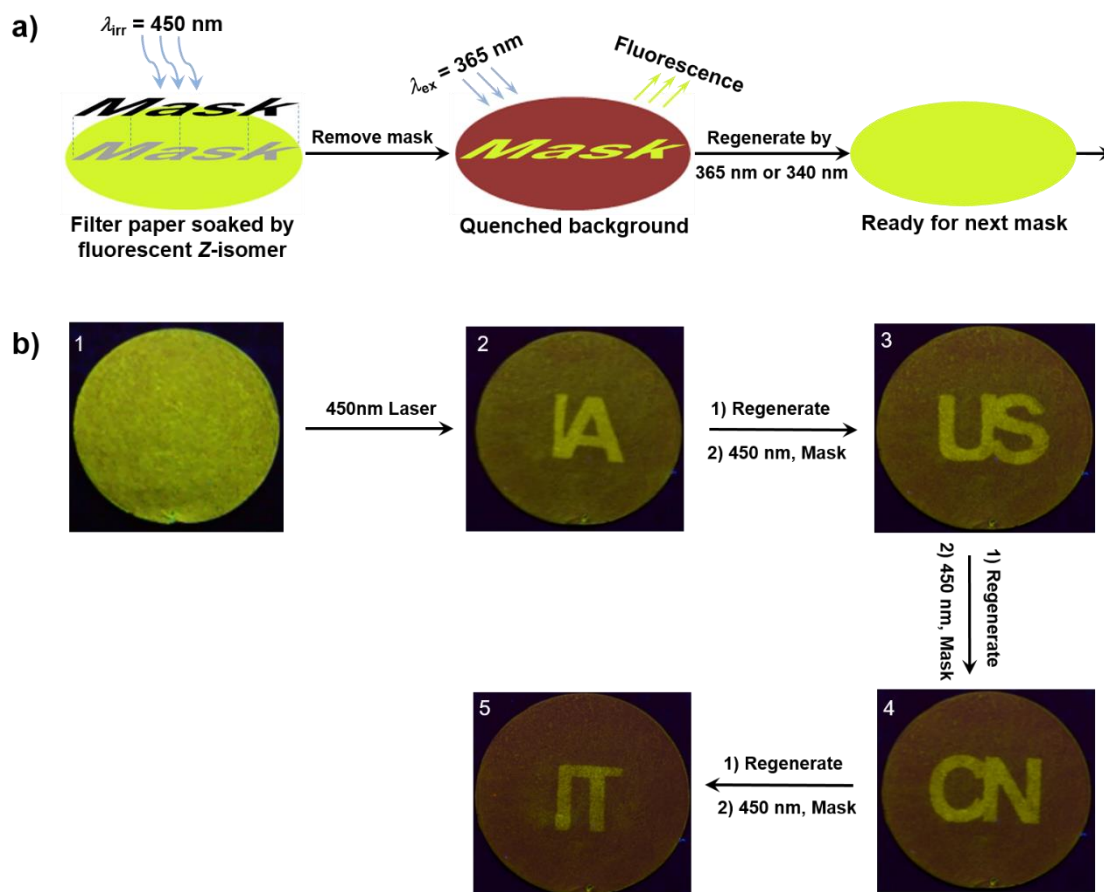 a)
λirr = 450 nm
Mask
Mask
Filter paper soaked by
fluorescent Z-isomer
Remove mask
λex = 365 nm
Fluorescence
Mask
Quenched background
Regenerate by
365 nm or 340 nm
Ready for next mask
b)
1
450nm Laser
2
IA
1) Regenerate
2) 450 nm, Mask
3
US
1) Regenerate
2) 450 nm, Mask
4
CN
1) Regenerate
2) 450 nm, Mask
5
IT